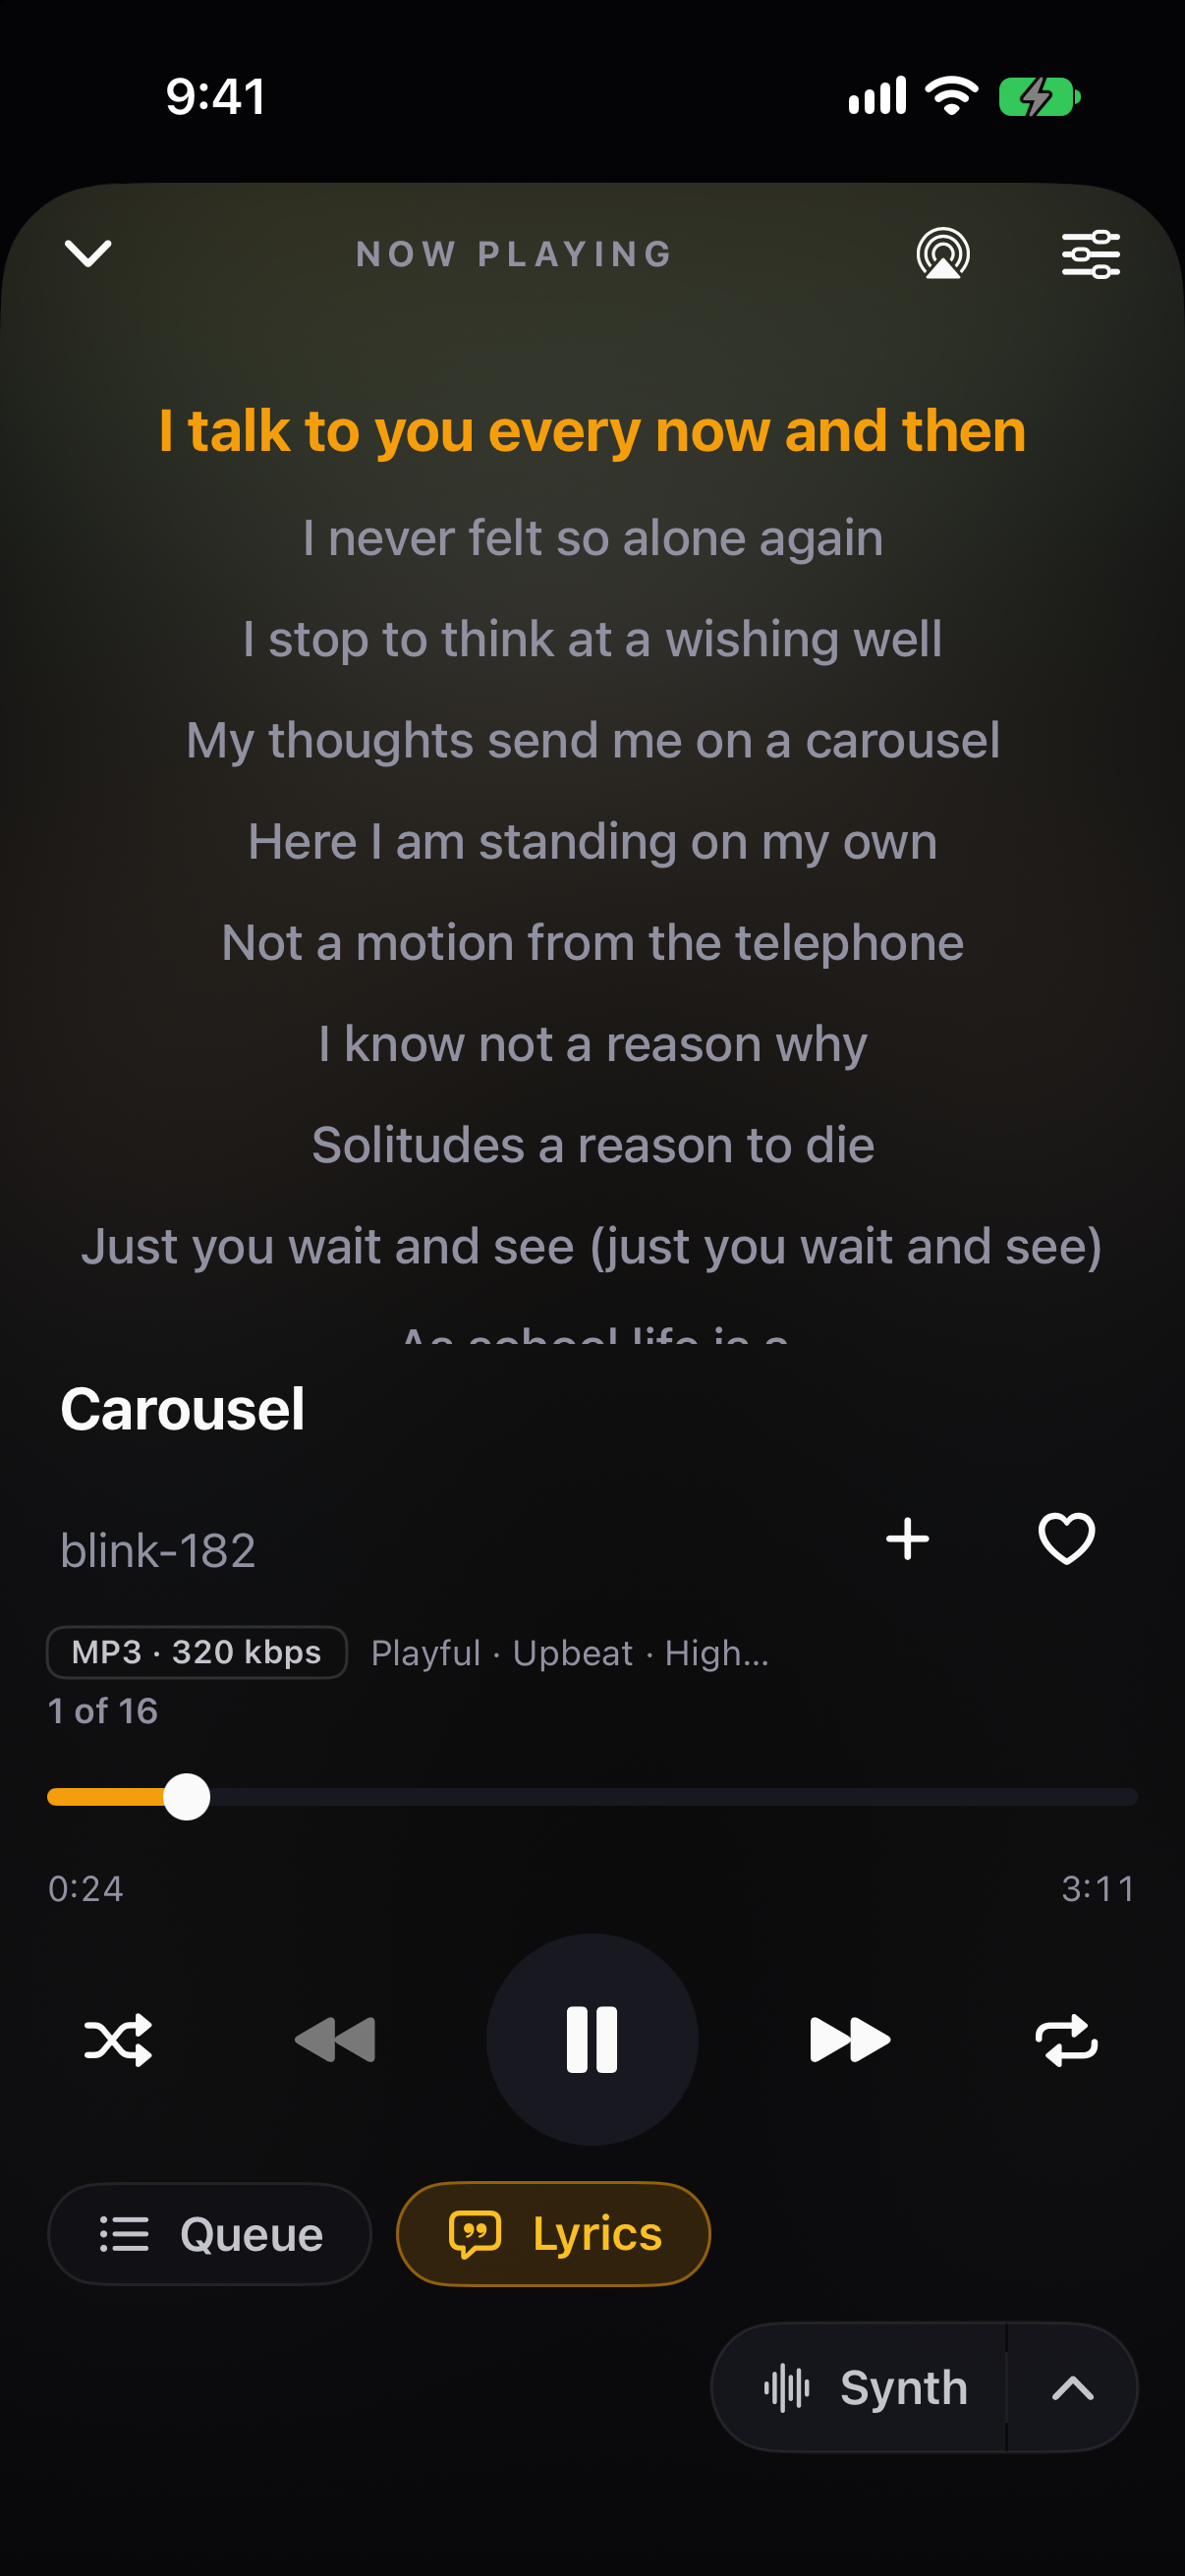 9:41
NOW PLAYING
I talk to you every now and then
I never felt so alone again
I stop to think at a wishing well
My thoughts send me on a carousel
Here I am standing on my own
Not a motion from the telephone
I know not a reason why
Solitudes a reason to die
Just you wait and see (just you wait and see)
As school life is a
Carousel
blink-182
MP3 · 320 kbps Playful · Upbeat · High...
1 of 16
0:24 3:11
Queue Lyrics
Synth